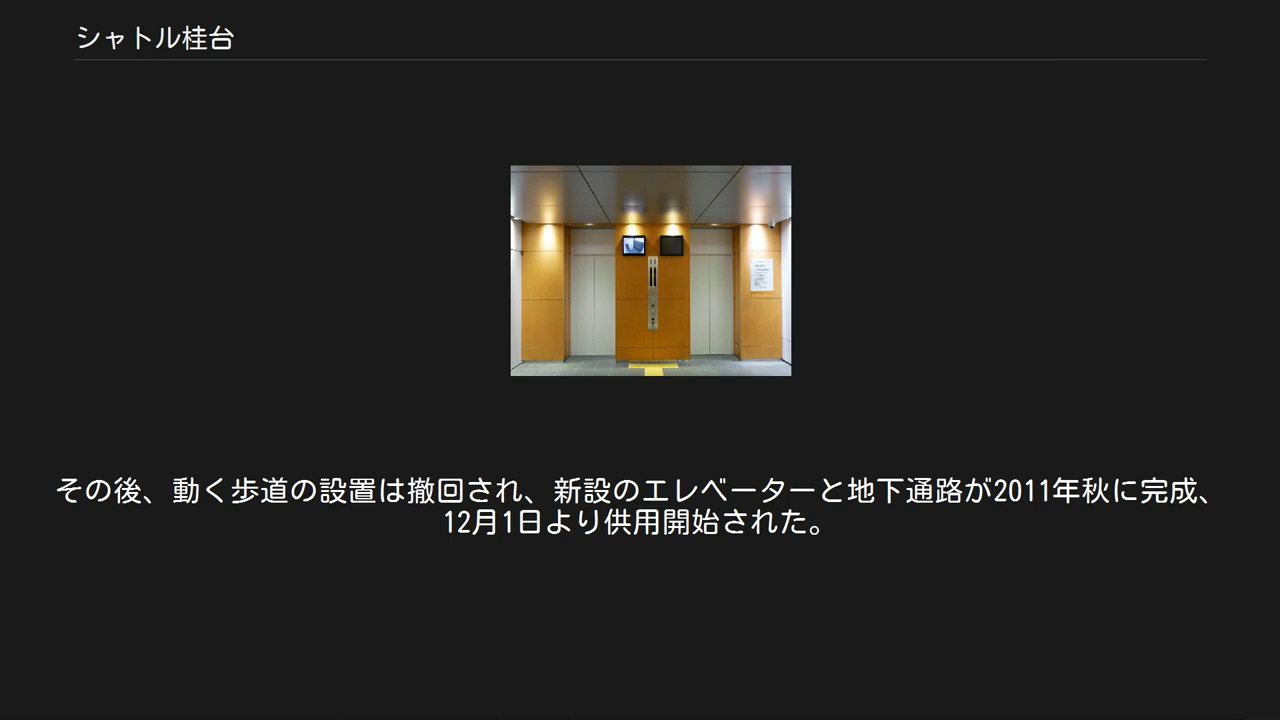 シャトル桂台
その後、動く歩道の設置は撤回され、新設のエレベーターと地下通路が2011年秋に完成、
12月1日より供用開始された。